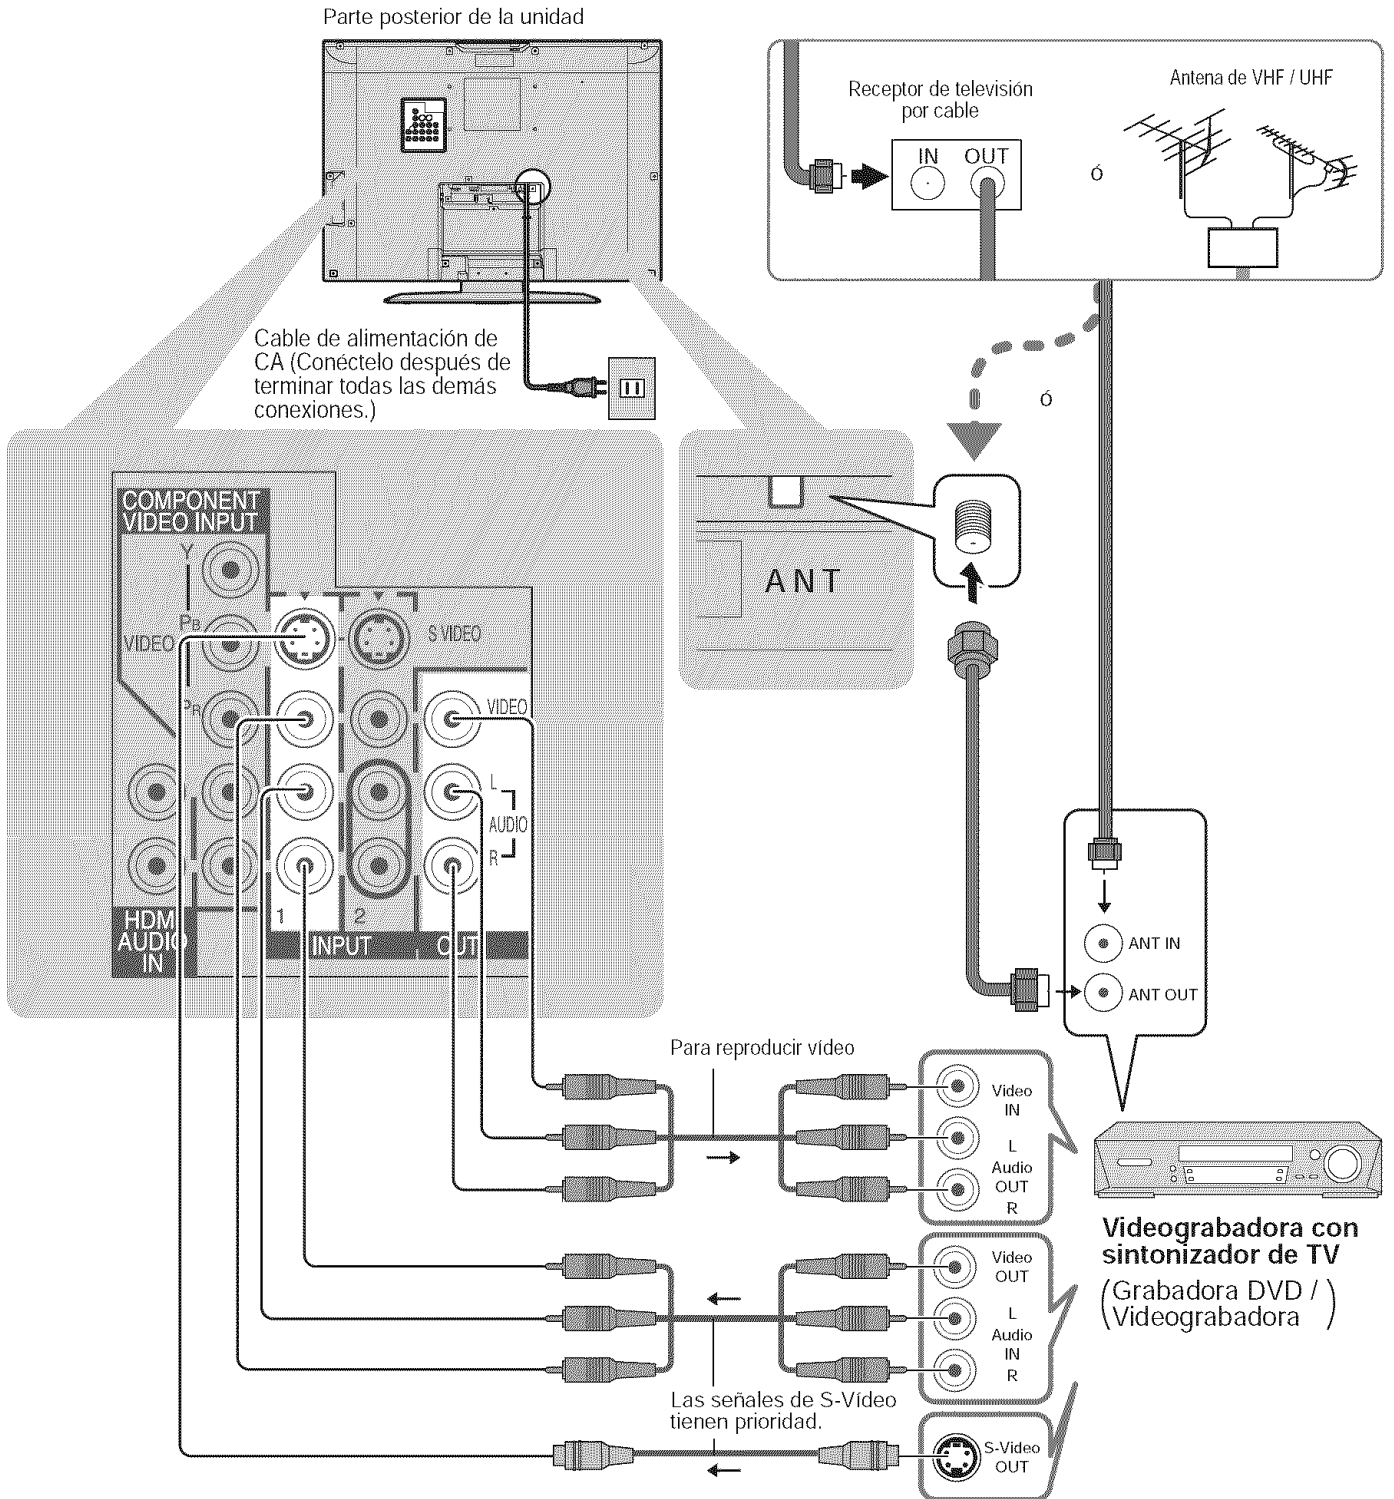 Parte posterior de la unidad
Receptor de televisión
por cable
IN OUT
ó
Antena de VHF / UHF
Cable de alimentación de
CA (Conéctelo después de
terminar todas las demás
conexiones.)
ó
COMPONENT
VIDEO INPUT
Y
PB
VIDEO
PR
S VIDEO
VIDEO
L
AUDIO
R
1
2
HDMI
AUDIO
IN
INPUT
OUT
ANT
ANT IN
ANT OUT
Para reproducir vídeo
Video
IN
L
Audio
OUT
R
Videograbadora con
sintonizador de TV
(Grabadora DVD /
Videograbadora)
Video
OUT
L
Audio
IN
R
Las señales de S-Vídeo
tienen prioridad.
S-Video
OUT